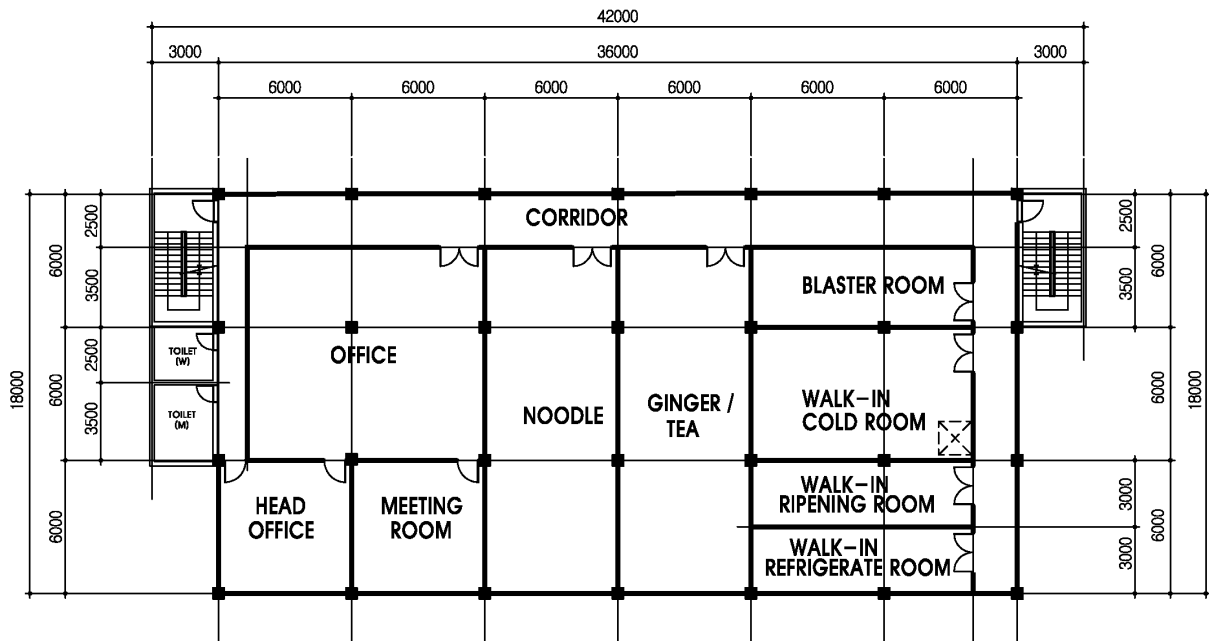 42000
3000
36000
3000
6000
6000
6000
6000
6000
6000
18000
6000
6000
6000
2500
3500
2500
3500
CORRIDOR
BLASTER ROOM
OFFICE
TOILET
(W)
TOILET
(M)
NOODLE
GINGER /
TEA
WALK-IN
COLD ROOM
HEAD
OFFICE
MEETING
ROOM
WALK-IN
RIPENING ROOM
WALK-IN
REFRIGERATE ROOM
2500
3500
3000
3000
6000
6000
6000
18000